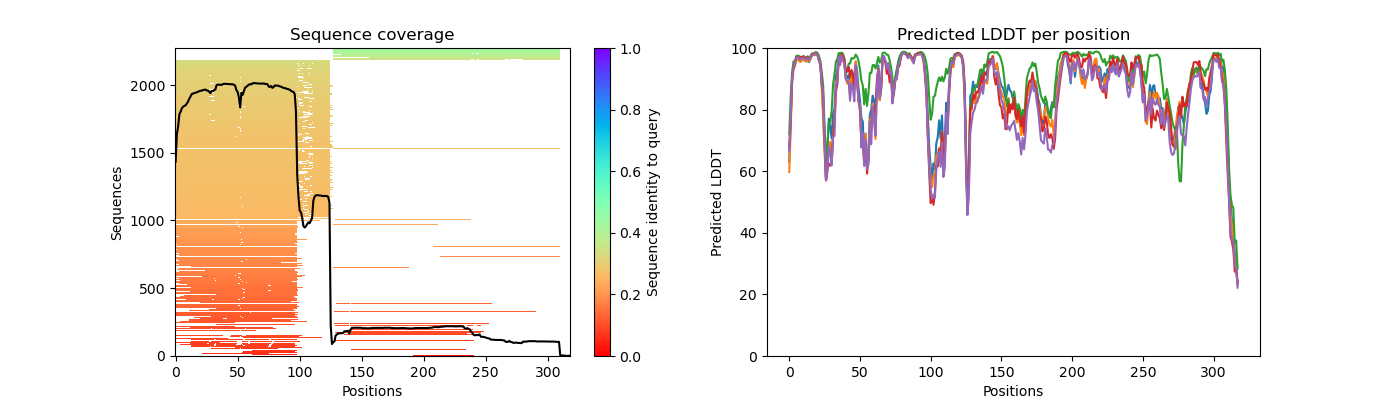 Sequence coverage
Sequences
2000
1500
1000
500
0
0 50 100 150 200 250 300
Positions
1.0
0.8
0.6
0.4
0.2
0.0
Sequence identity to query
Predicted LDDT per position
Predicted LDDT
100
80
60
40
20
0
0 50 100 150 200 250 300
Positions